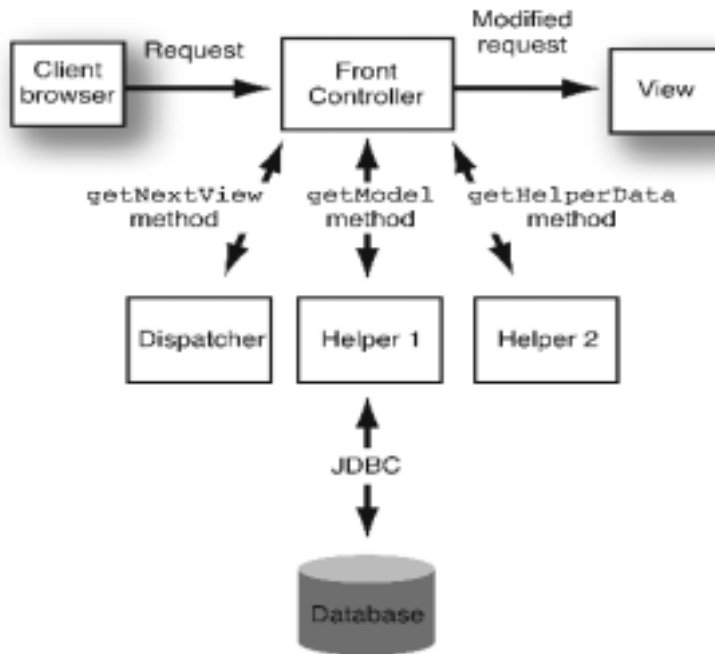 Client
browser
Request
Front
Controller
Modified
request
View
getNextView
method
getModel
method
getHelperData
method
Dispatcher
Helper 1
Helper 2
JDBC
Database